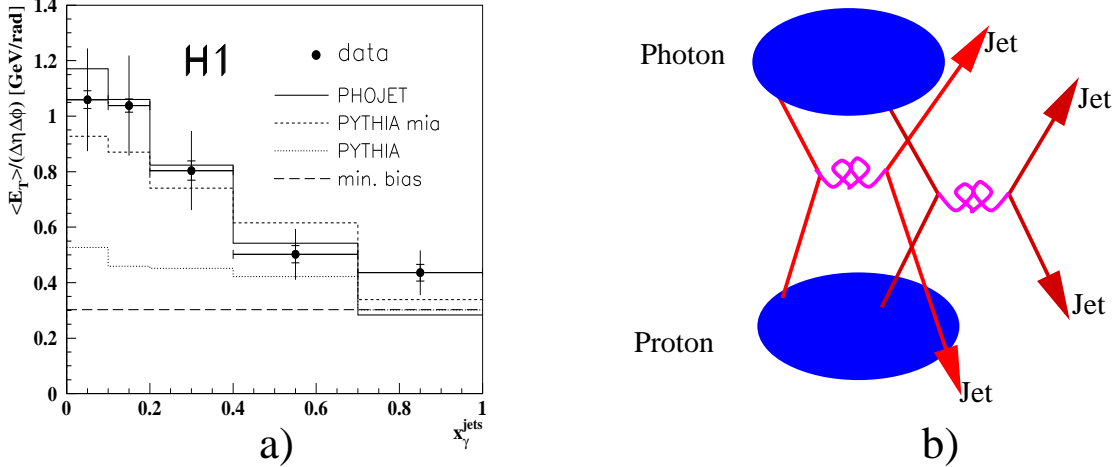 <E_T>/(ΔηΔϕ) [GeV/rad]
1.4
1.2
1
0.8
0.6
0.4
0.2
0
H1
data
PHOJET
PYTHIA mia
PYTHIA
min. bias
0 0.2 0.4 0.6 0.8 1
x_γ^jets
a)
Photon
Jet
Jet
Proton
Jet
Jet
b)